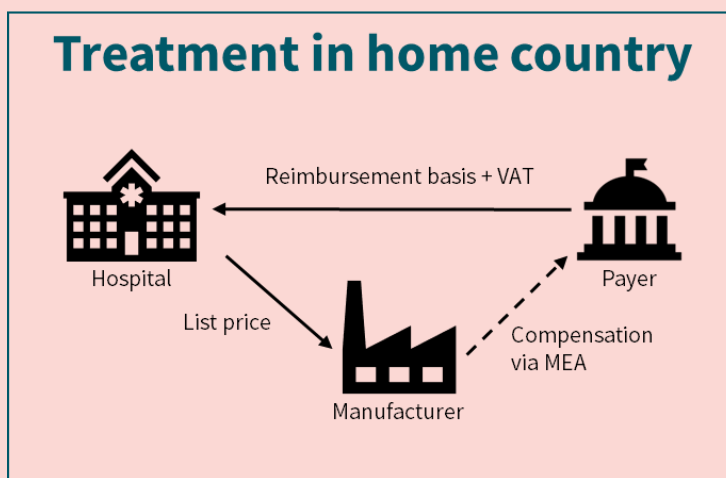 Treatment in home country
Reimbursement basis + VAT
Hospital
Payer
List price
Compensation
via MEA
Manufacturer